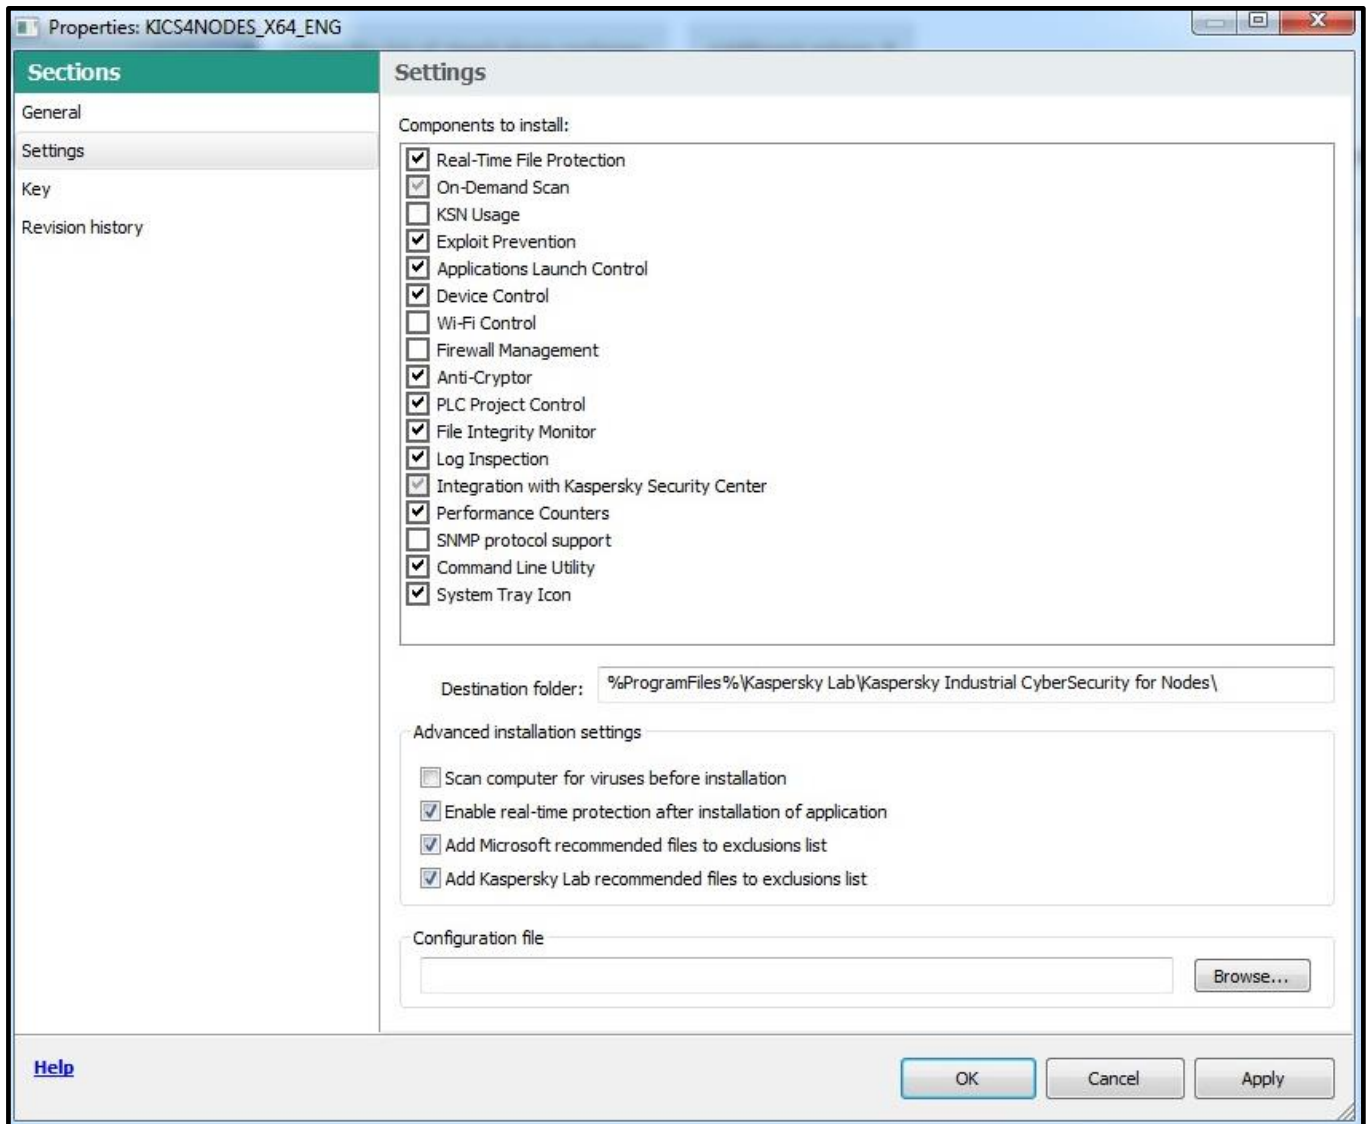 Properties: KICS4NODES_X64_ENG
Sections
General
Settings
Key
Revision history
Settings
Components to install:
Real-Time File Protection
On-Demand Scan
KSN Usage
Exploit Prevention
Applications Launch Control
Device Control
Wi-Fi Control
Firewall Management
Anti-Cryptor
PLC Project Control
File Integrity Monitor
Log Inspection
Integration with Kaspersky Security Center
Performance Counters
SNMP protocol support
Command Line Utility
System Tray Icon
Destination folder: %ProgramFiles%\Kaspersky Lab\Kaspersky Industrial CyberSecurity for Nodes\
Advanced installation settings
Scan computer for viruses before installation
Enable real-time protection after installation of application
Add Microsoft recommended files to exclusions list
Add Kaspersky Lab recommended files to exclusions list
Configuration file
Browse...
Help
OK Cancel Apply